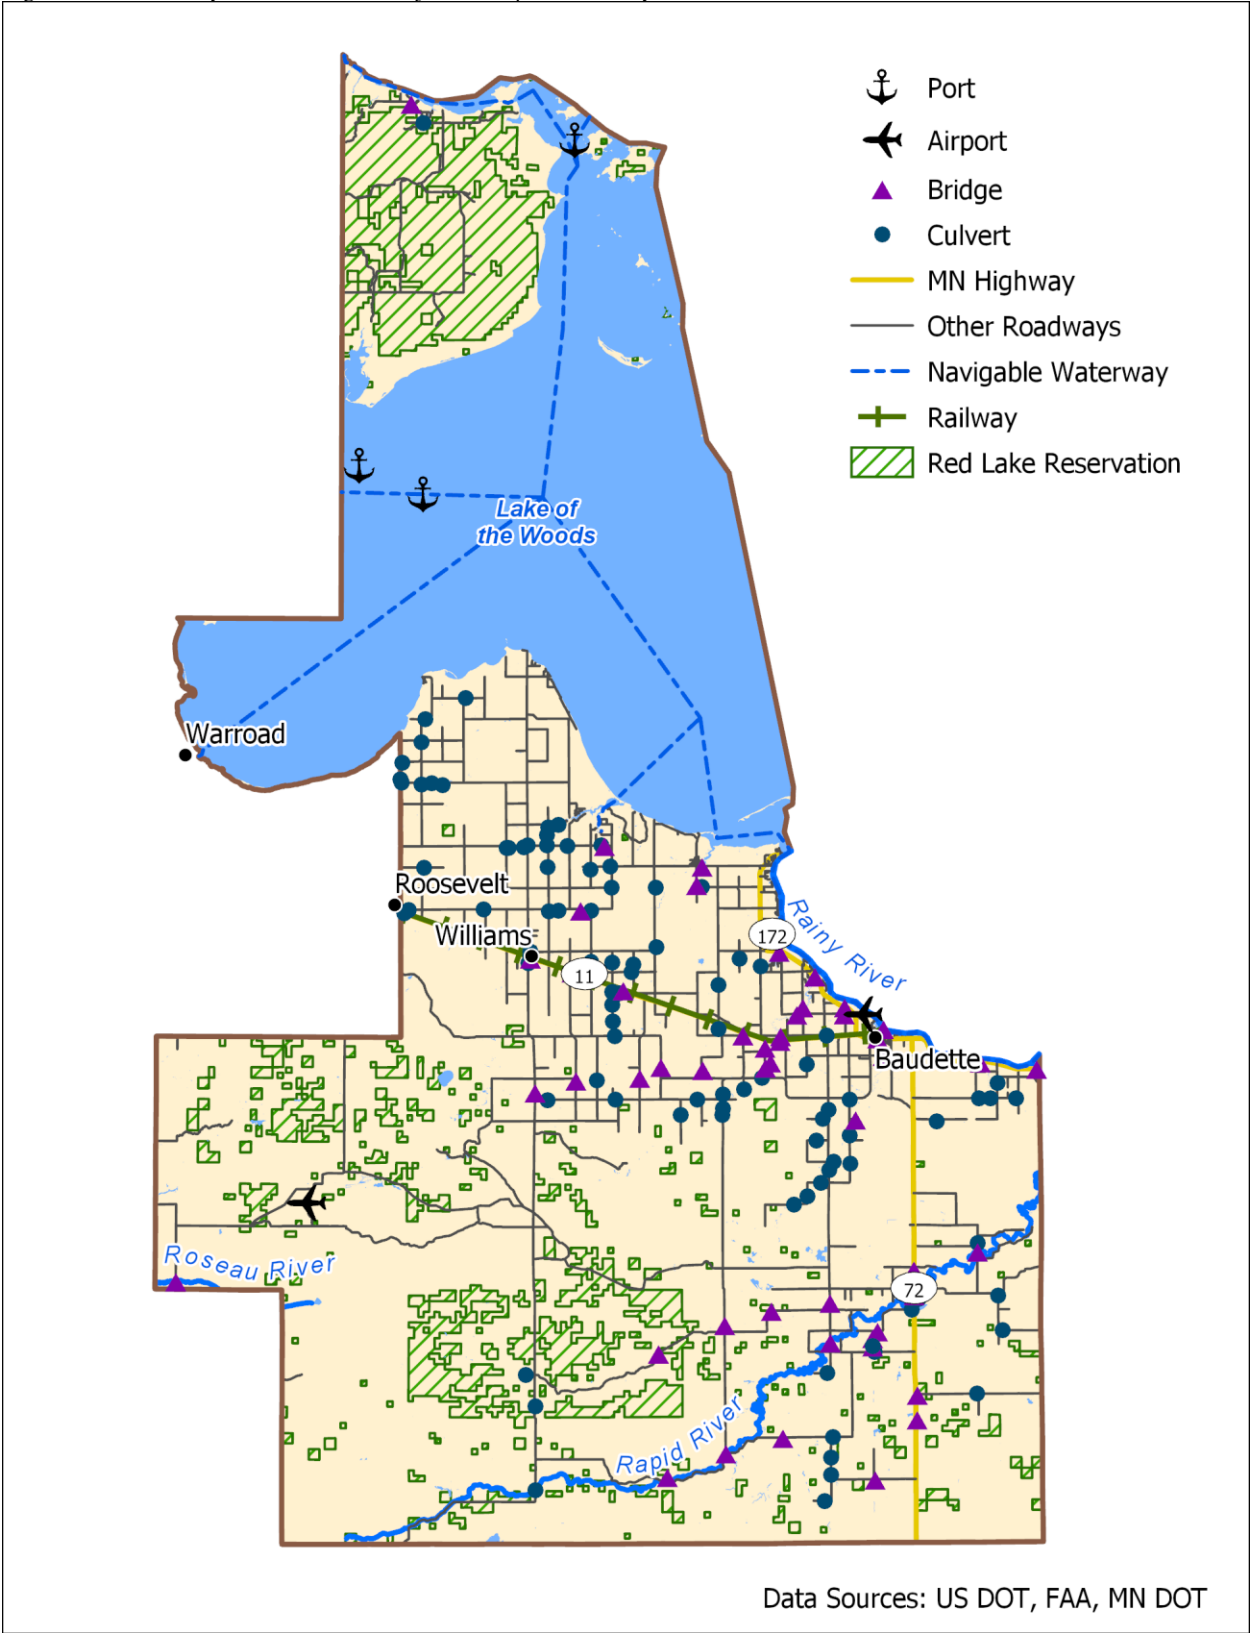 Port
Airport
Bridge
Culvert
MN Highway
Other Roadways
Navigable Waterway
Railway
Red Lake Reservation
Lake of
the Woods
Warroad
Roosevelt
Williams
172
Rainy River
11
Baudette
Roseau River
72
Rapid River
Data Sources: US DOT, FAA, MN DOT